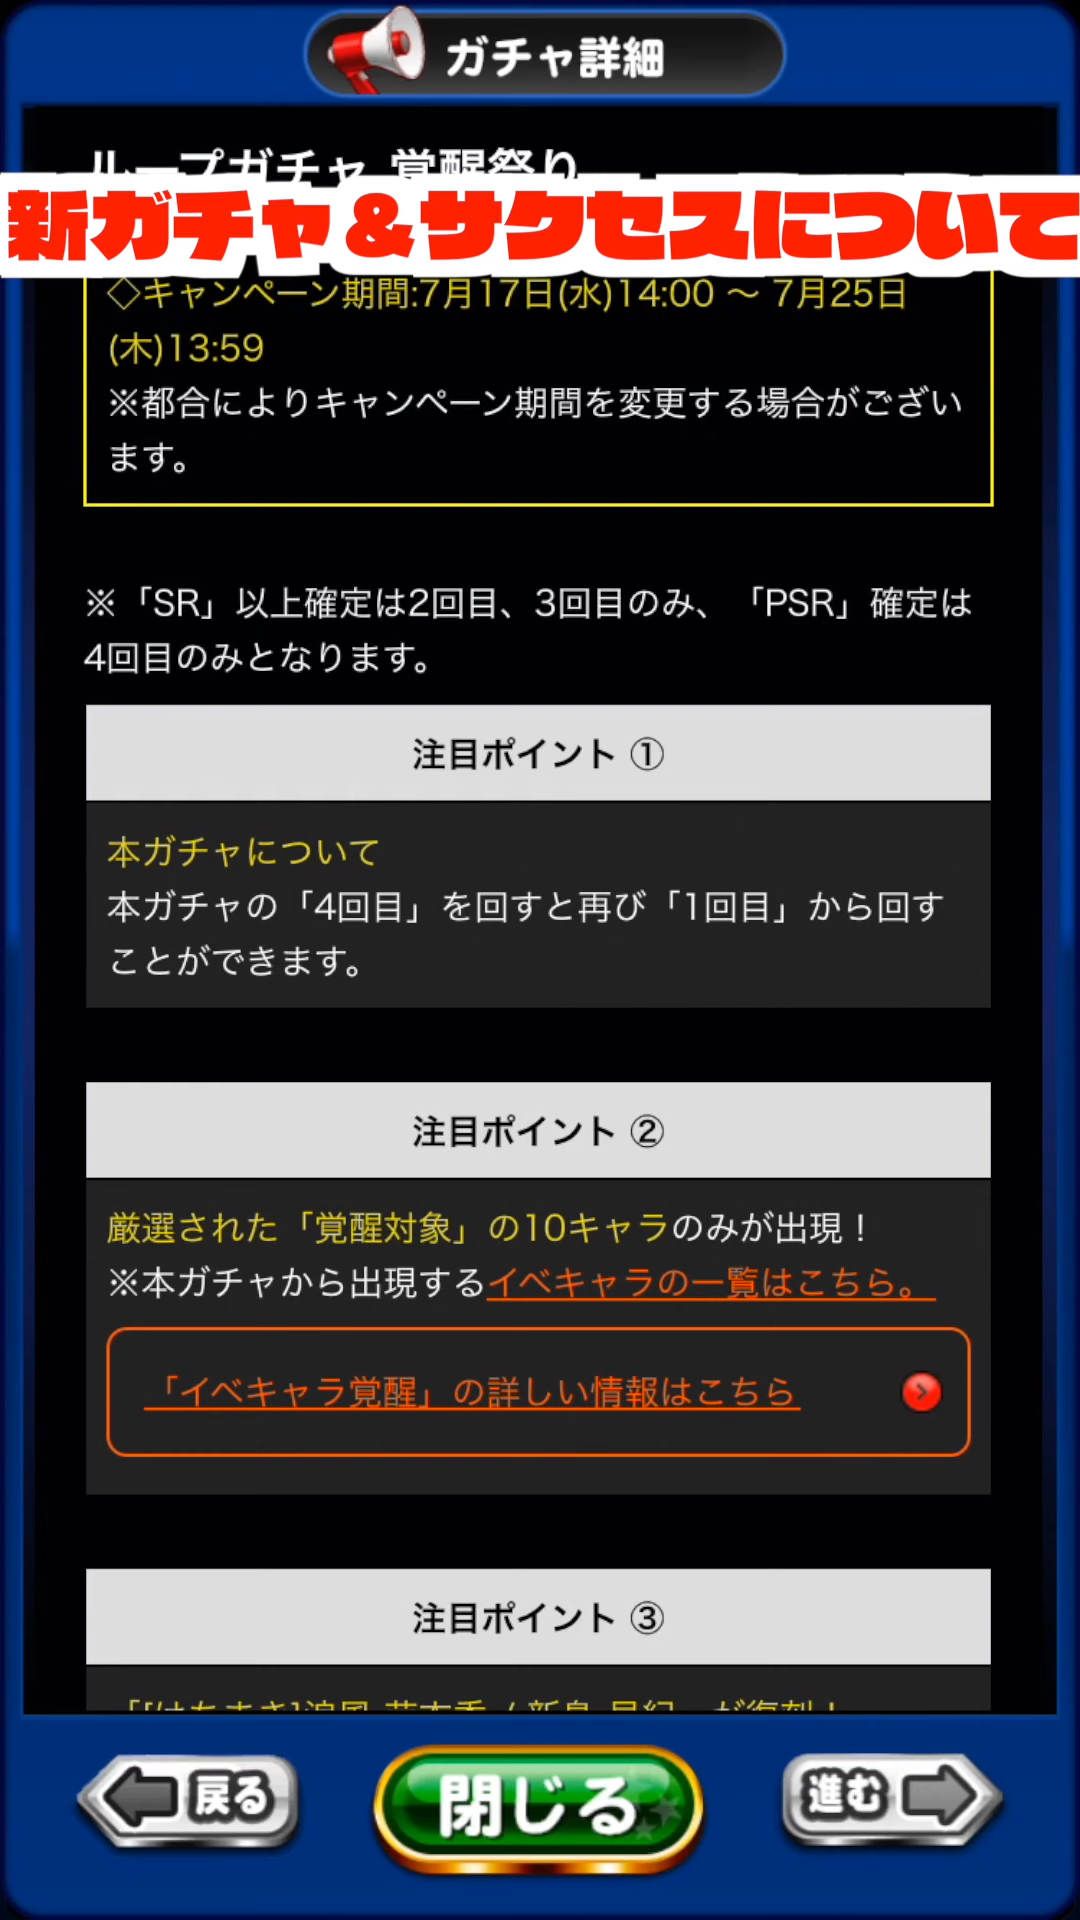 ガチャ詳細
ループガチャ 覚醒祭り
新ガチャ＆サクセスについて
◇キャンペーン期間:7月17日(水)14:00 〜 7月25日
(木)13:59
※都合によりキャンペーン期間を変更する場合がござい
ます。
※「SR」以上確定は2回目、3回目のみ、「PSR」確定は
4回目のみとなります。
注目ポイント ①
本ガチャについて
本ガチャの「4回目」を回すと再び「1回目」から回す
ことができます。
注目ポイント ②
厳選された「覚醒対象」の10キャラのみが出現！
※本ガチャから出現するイベキャラの一覧はこちら。
「イベキャラ覚醒」の詳しい情報はこちら
注目ポイント ③
戻る
閉じる
進む